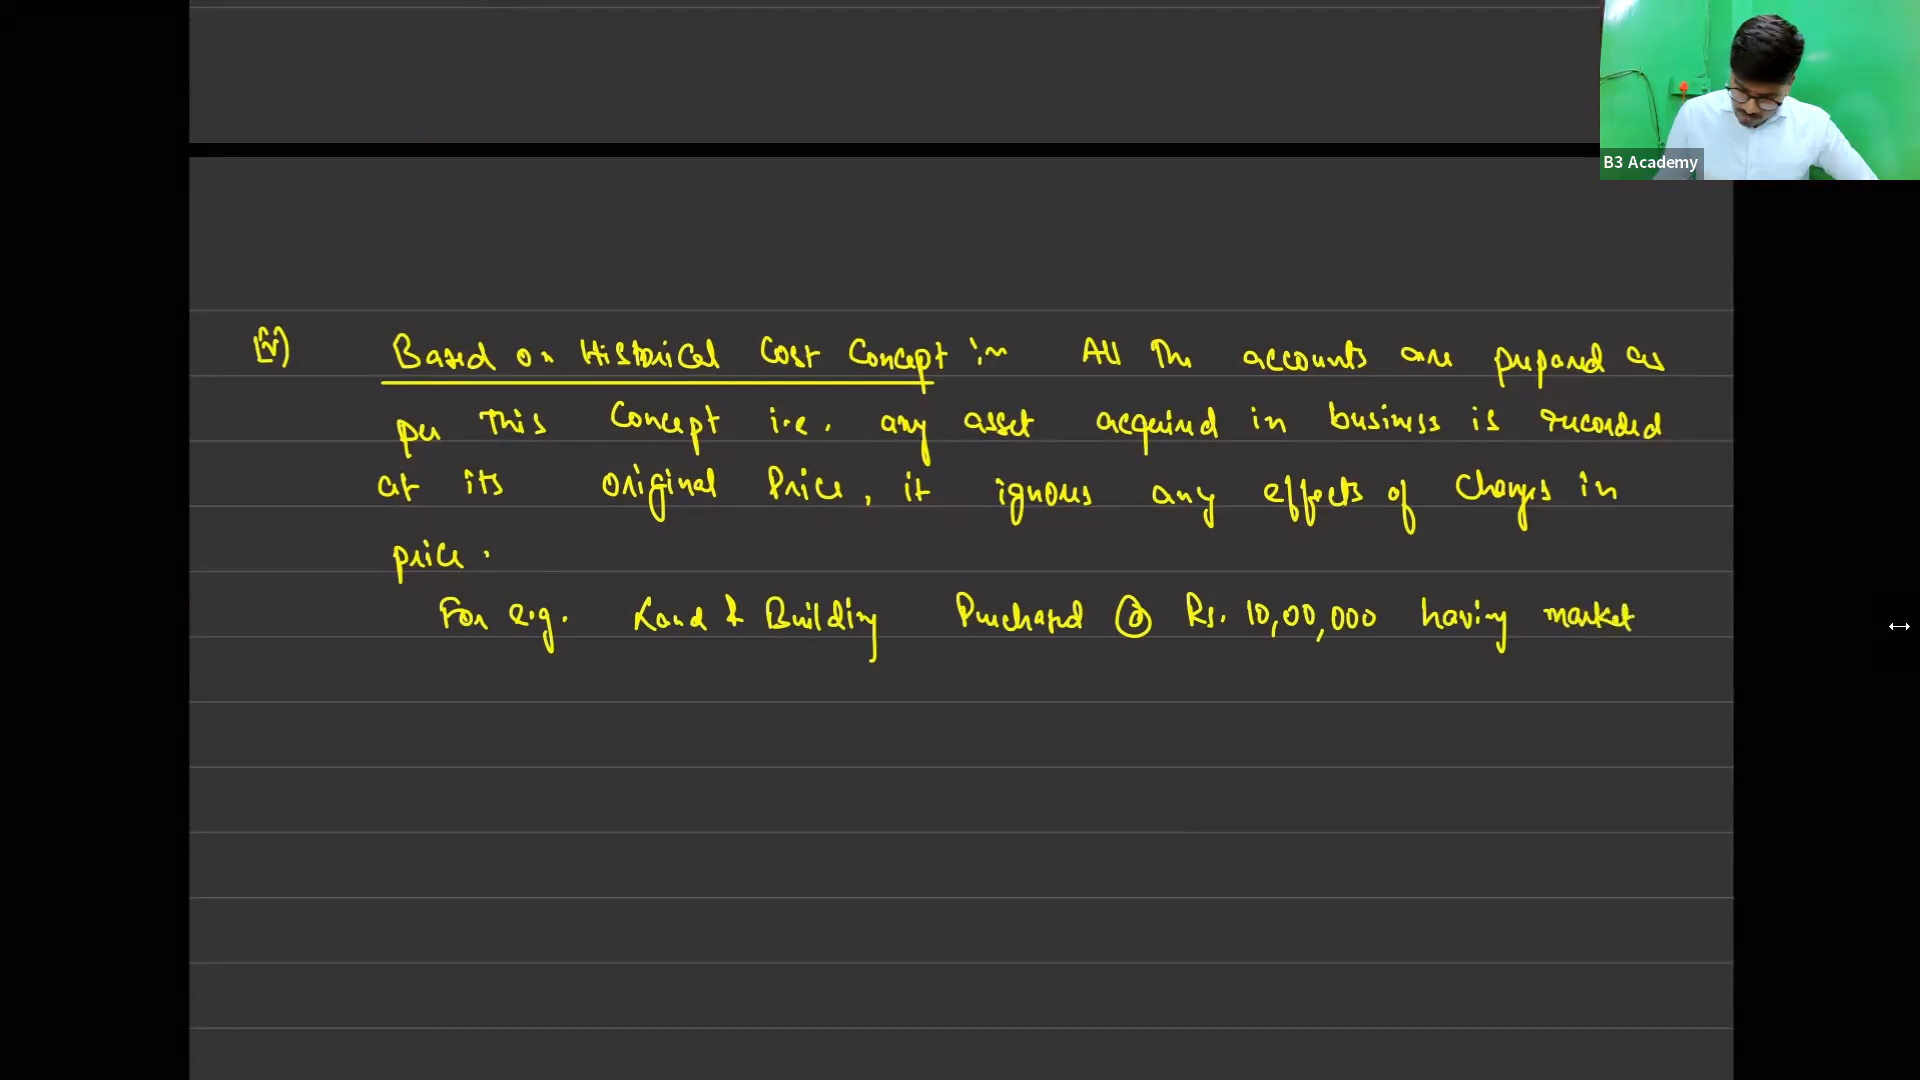 B3 Academy
(v) Based on Historical Cost Concept :- All the accounts are prepared as
per this Concept i.e. any asset acquired in business is recorded
at its original Price, it ignores any effects of changes in
price.
For e.g. Land & Building Purchased @ Rs. 10,00,000 having market